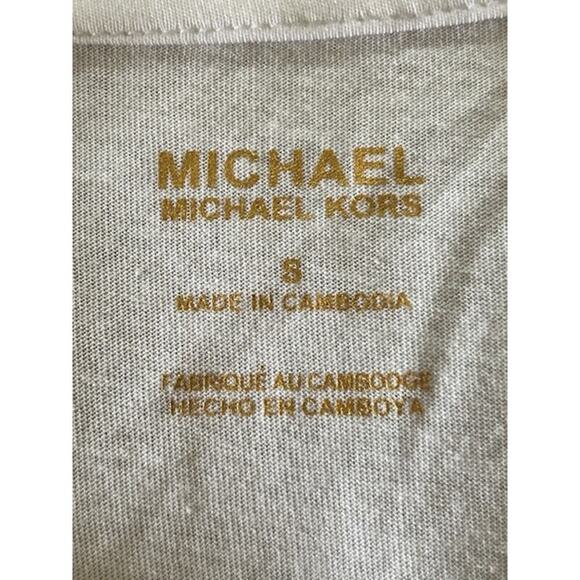 MICHAEL
MICHAEL KORS
S
MADE IN CAMBODIA
FABRIQUÉ AU CAMBODGE
HECHO EN CAMBOYA